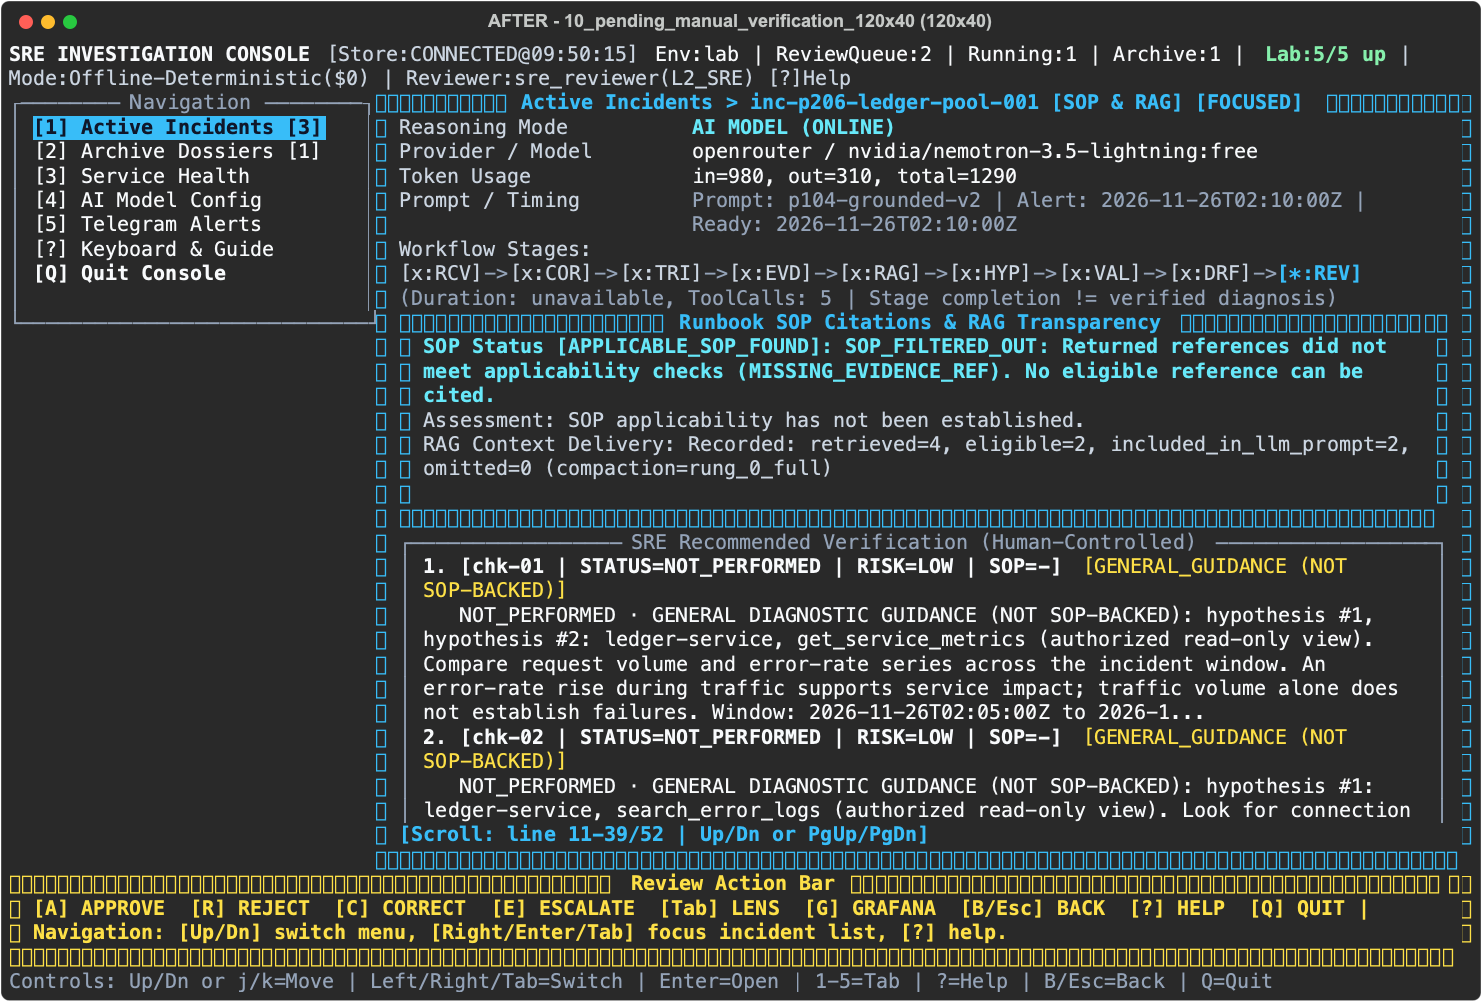 AFTER - 10_pending_manual_verification_120x40 (120x40)
SRE INVESTIGATION CONSOLE [Store:CONNECTED@09:50:15] Env:lab | ReviewQueue:2 | Running:1 | Archive:1 | Lab:5/5 up |
Mode:Offline-Deterministic($0) | Reviewer:sre_reviewer(L2_SRE) [?]Help
Navigation
[1] Active Incidents [3]
[2] Archive Dossiers [1]
[3] Service Health
[4] AI Model Config
[5] Telegram Alerts
[?] Keyboard & Guide
[Q] Quit Console
Active Incidents > inc-p206-ledger-pool-001 [SOP & RAG] [FOCUSED]
Reasoning Mode AI MODEL (ONLINE)
Provider / Model openrouter / nvidia/nemotron-3.5-lightning:free
Token Usage in=980, out=310, total=1290
Prompt / Timing Prompt: p104-grounded-v2 | Alert: 2026-11-26T02:10:00Z |
Ready: 2026-11-26T02:10:00Z
Workflow Stages:
[x:RCV]->[x:COR]->[x:TRI]->[x:EVD]->[x:RAG]->[x:HYP]->[x:VAL]->[x:DRF]->[*:REV]
(Duration: unavailable, ToolCalls: 5 | Stage completion != verified diagnosis)
Runbook SOP Citations & RAG Transparency
SOP Status [APPLICABLE_SOP_FOUND]: SOP_FILTERED_OUT: Returned references did not
meet applicability checks (MISSING_EVIDENCE_REF). No eligible reference can be
cited.
Assessment: SOP applicability has not been established.
RAG Context Delivery: Recorded: retrieved=4, eligible=2, included_in_llm_prompt=2,
omitted=0 (compaction=rung_0_full)
SRE Recommended Verification (Human-Controlled)
1. [chk-01 | STATUS=NOT_PERFORMED | RISK=LOW | SOP=-] [GENERAL_GUIDANCE (NOT
SOP-BACKED)]
NOT_PERFORMED · GENERAL DIAGNOSTIC GUIDANCE (NOT SOP-BACKED): hypothesis #1,
hypothesis #2: ledger-service, get_service_metrics (authorized read-only view).
Compare request volume and error-rate series across the incident window. An
error-rate rise during traffic supports service impact; traffic volume alone does
not establish failures. Window: 2026-11-26T02:05:00Z to 2026-1...
2. [chk-02 | STATUS=NOT_PERFORMED | RISK=LOW | SOP=-] [GENERAL_GUIDANCE (NOT
SOP-BACKED)]
NOT_PERFORMED · GENERAL DIAGNOSTIC GUIDANCE (NOT SOP-BACKED): hypothesis #1:
ledger-service, search_error_logs (authorized read-only view). Look for connection
[Scroll: line 11-39/52 | Up/Dn or PgUp/PgDn]
Review Action Bar
[A] APPROVE [R] REJECT [C] CORRECT [E] ESCALATE [Tab] LENS [G] GRAFANA [B/Esc] BACK [?] HELP [Q] QUIT |
Navigation: [Up/Dn] switch menu, [Right/Enter/Tab] focus incident list, [?] help.
Controls: Up/Dn or j/k=Move | Left/Right/Tab=Switch | Enter=Open | 1-5=Tab | ?=Help | B/Esc=Back | Q=Quit